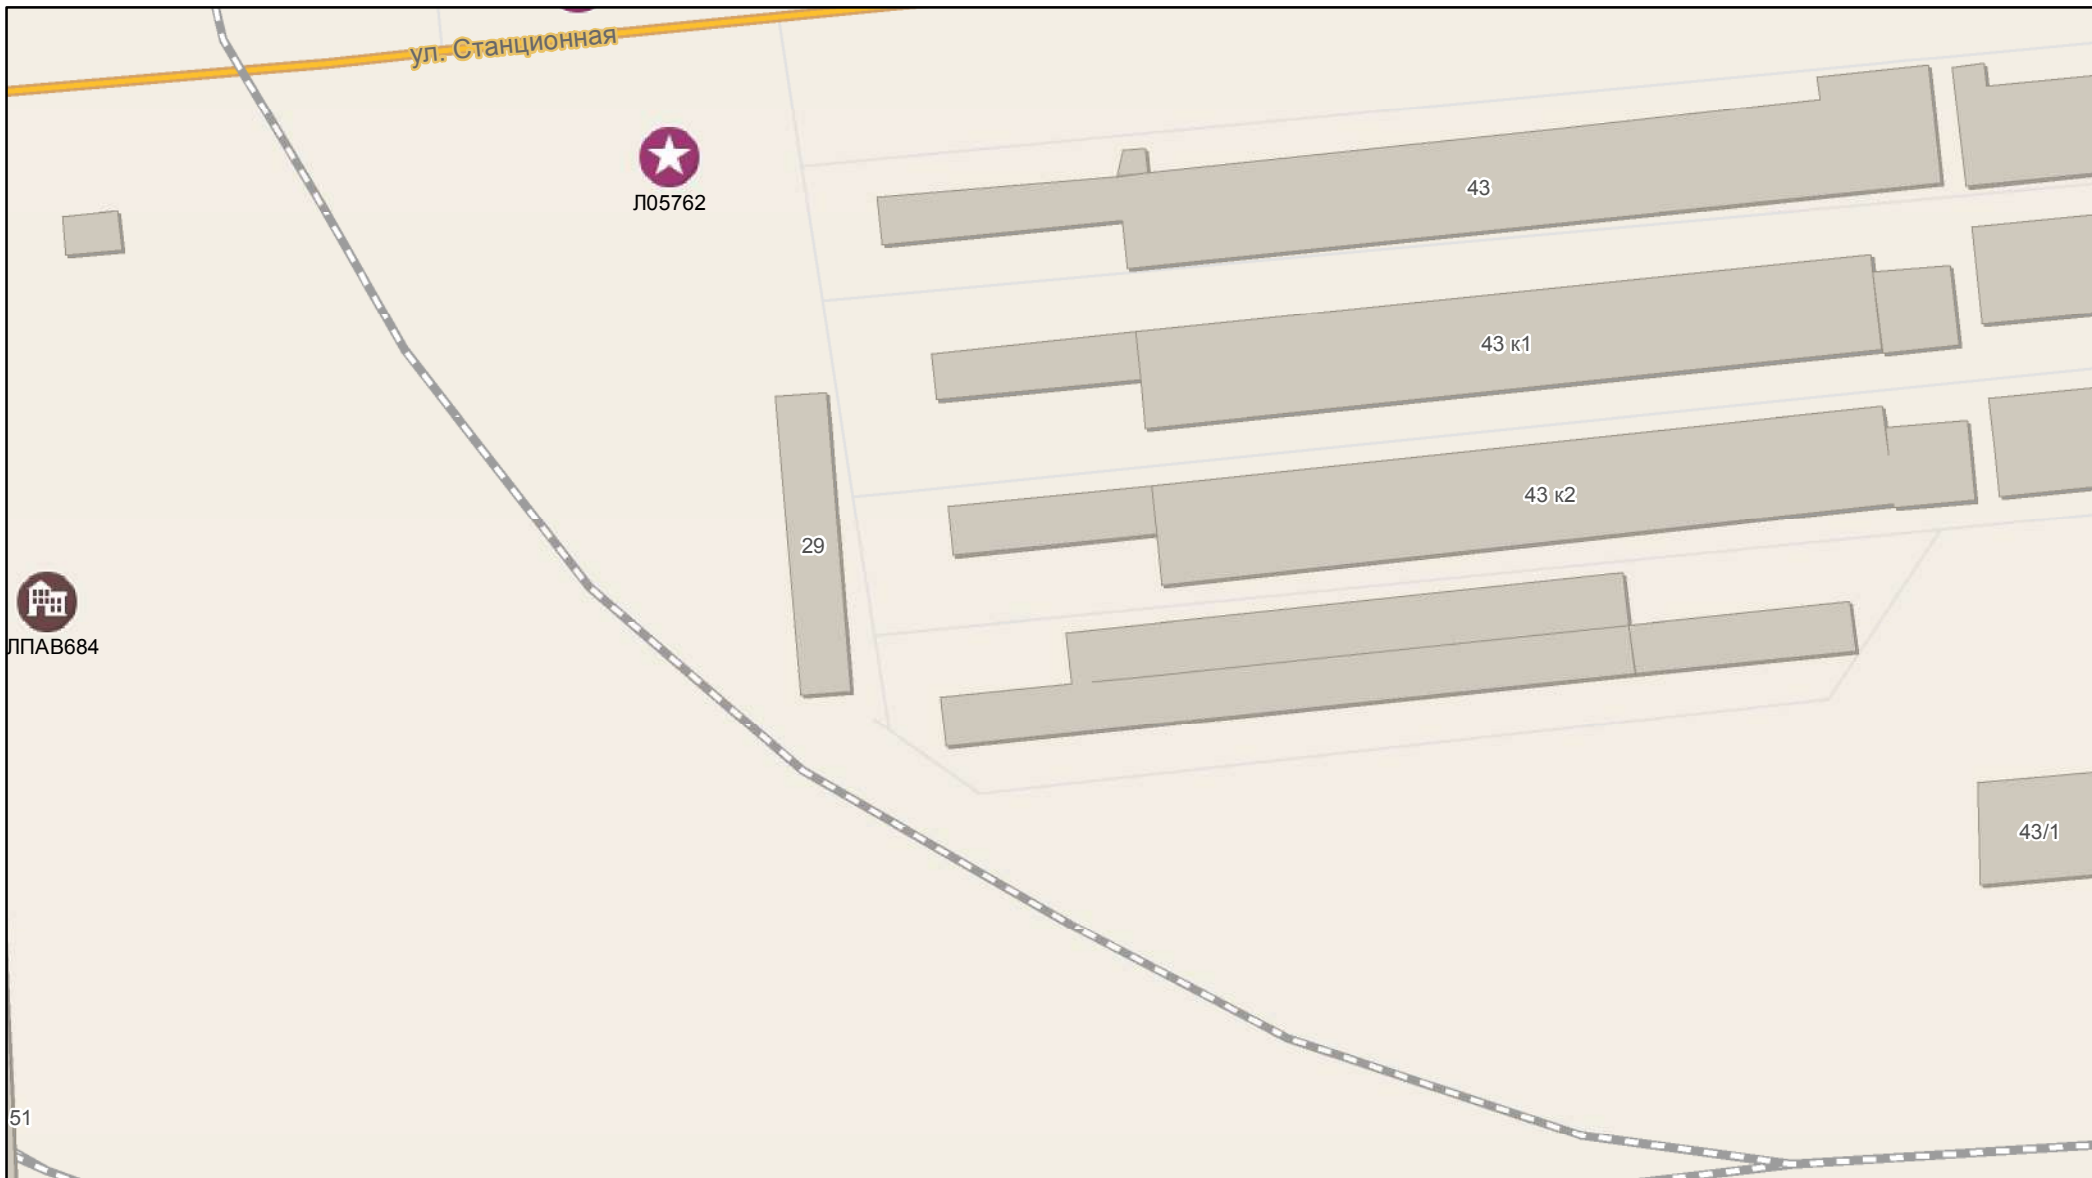 ул. Станционная
Л05762
43
43 к1
43 к2
29
ЛПАВ684
43/1
51